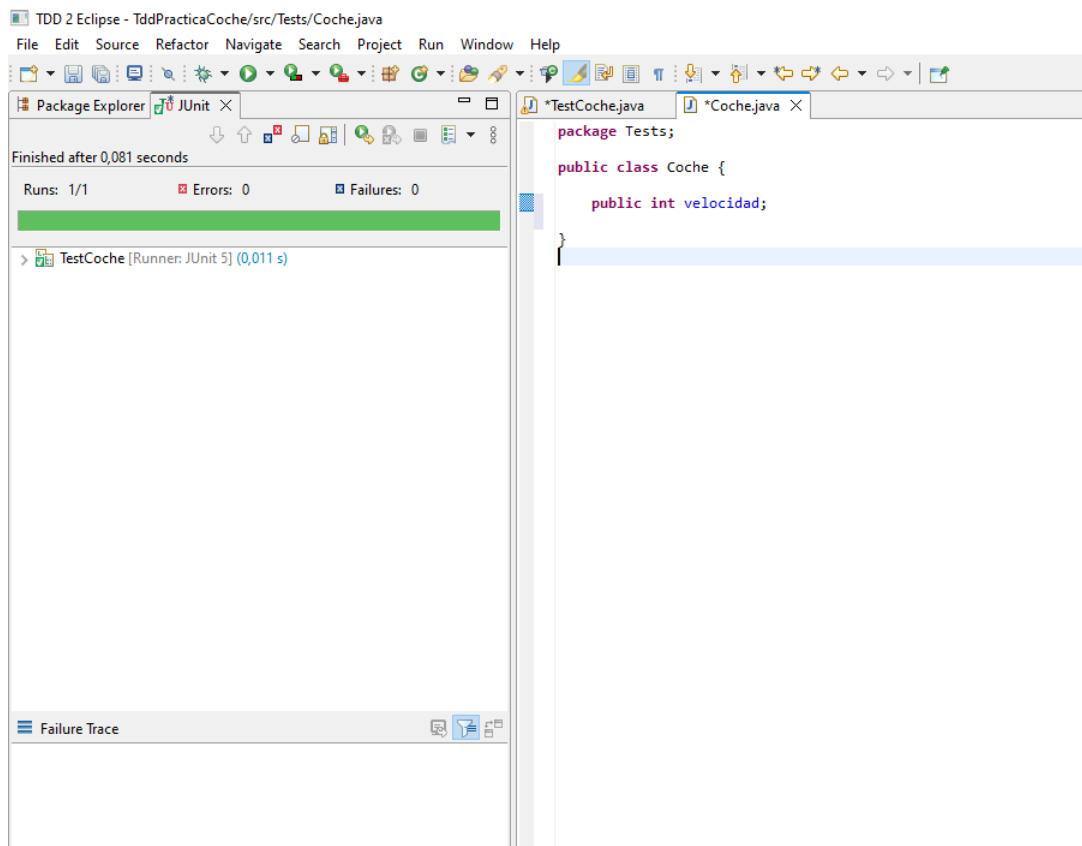 TDD 2 Eclipse - TddPracticaCoche/src/Tests/Coche.java
File Edit Source Refactor Navigate Search Project Run Window Help
Package Explorer JUnit
*TestCoche.java *Coche.java
Finished after 0,081 seconds
Runs: 1/1 Errors: 0 Failures: 0
TestCoche [Runner: JUnit 5] (0,011 s)
Failure Trace
package Tests;
public class Coche {
public int velocidad;
}